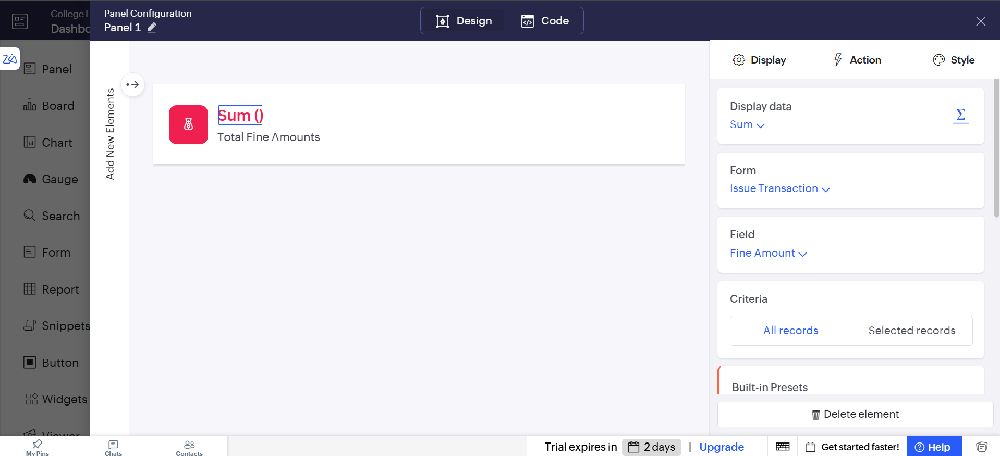 College L
Dashbo
Panel Configuration
Panel 1
Design
Code
ZIA
Panel
Board
Chart
Gauge
Search
Form
Report
Snippets
Button
Widgets
Viewer
Add New Elements
Sum ()
Total Fine Amounts
Display
Action
Style
Display data
Sum
Σ
Form
Issue Transaction
Field
Fine Amount
Criteria
All records
Selected records
Built-in Presets
Delete element
My Pins
Chats
Contacts
Trial expires in 2 days | Upgrade
Get started faster!
Help